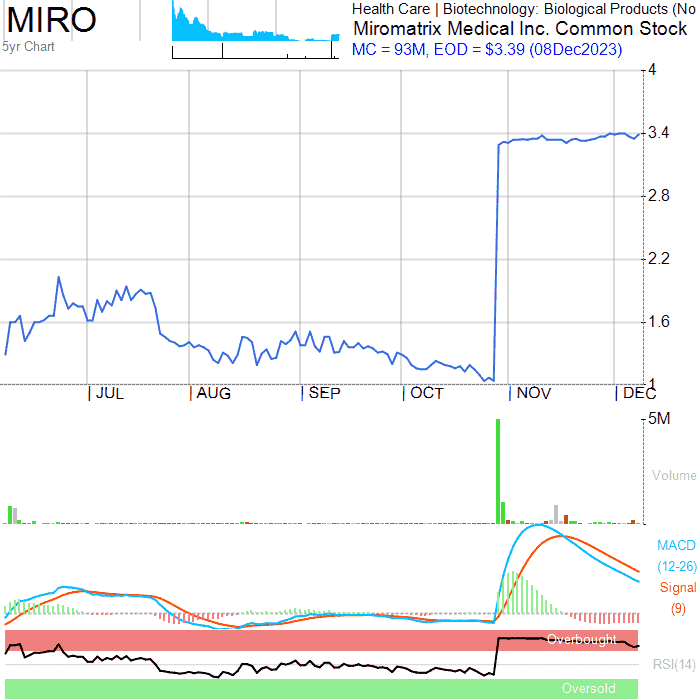 MIRO
5yr Chart
Health Care | Biotechnology: Biological Products (No
Miromatrix Medical Inc. Common Stock
MC = 93M, EOD = $3.39 (08Dec2023)
4
3.4
2.8
2.2
1.6
1
JUL AUG SEP OCT NOV DEC
5M
Volume
MACD
(12-26)
Signal
(9)
Overbought
RSI(14)
Oversold